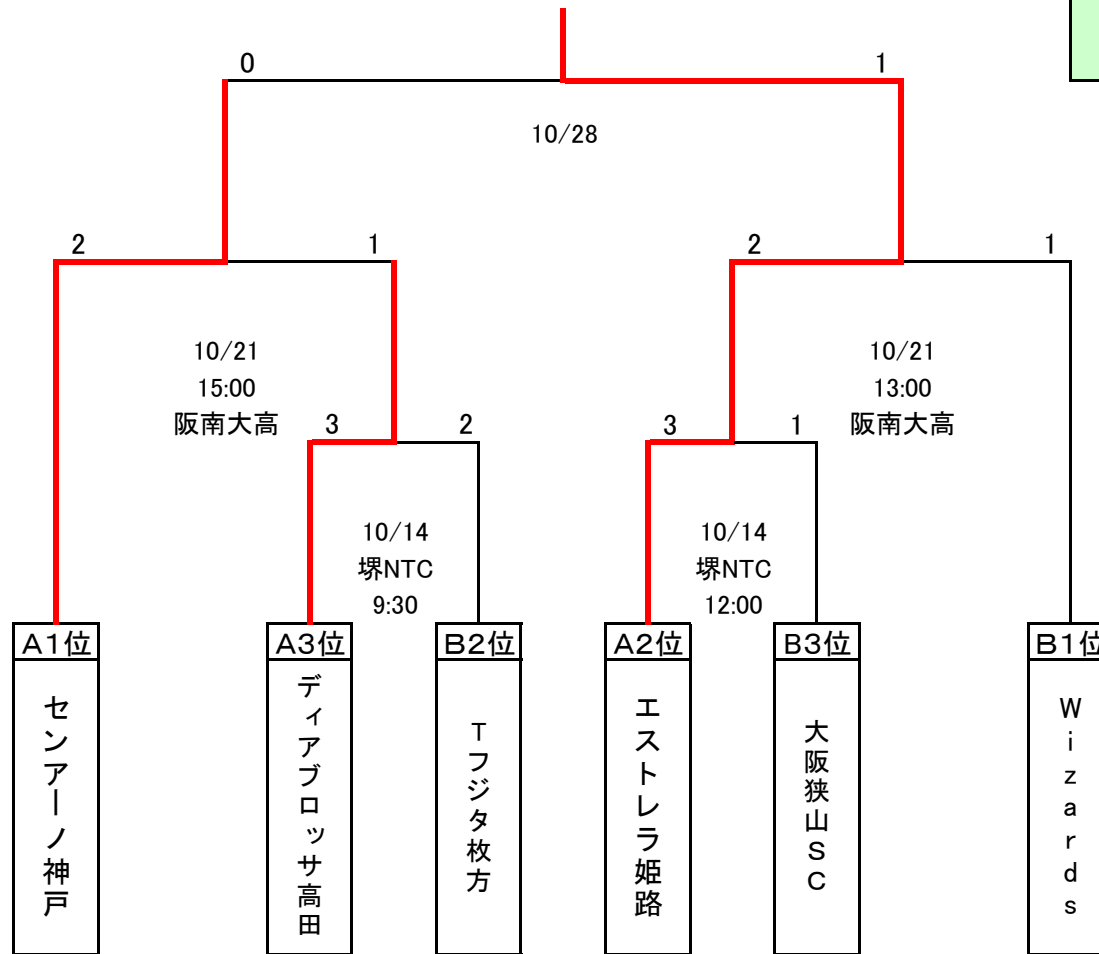 0
1
10/28
2
1
2
1
10/21
15:00
阪南大高
10/21
13:00
阪南大高
3
2
3
1
10/14
堺NTC
9:30
10/14
堺NTC
12:00
A1位
A3位
B2位
A2位
B3位
B1位
センアーノ神戸
ディアブロッサ高田
Tフジタ枚方
エストレラ姫路
大阪狭山SC
Wizards